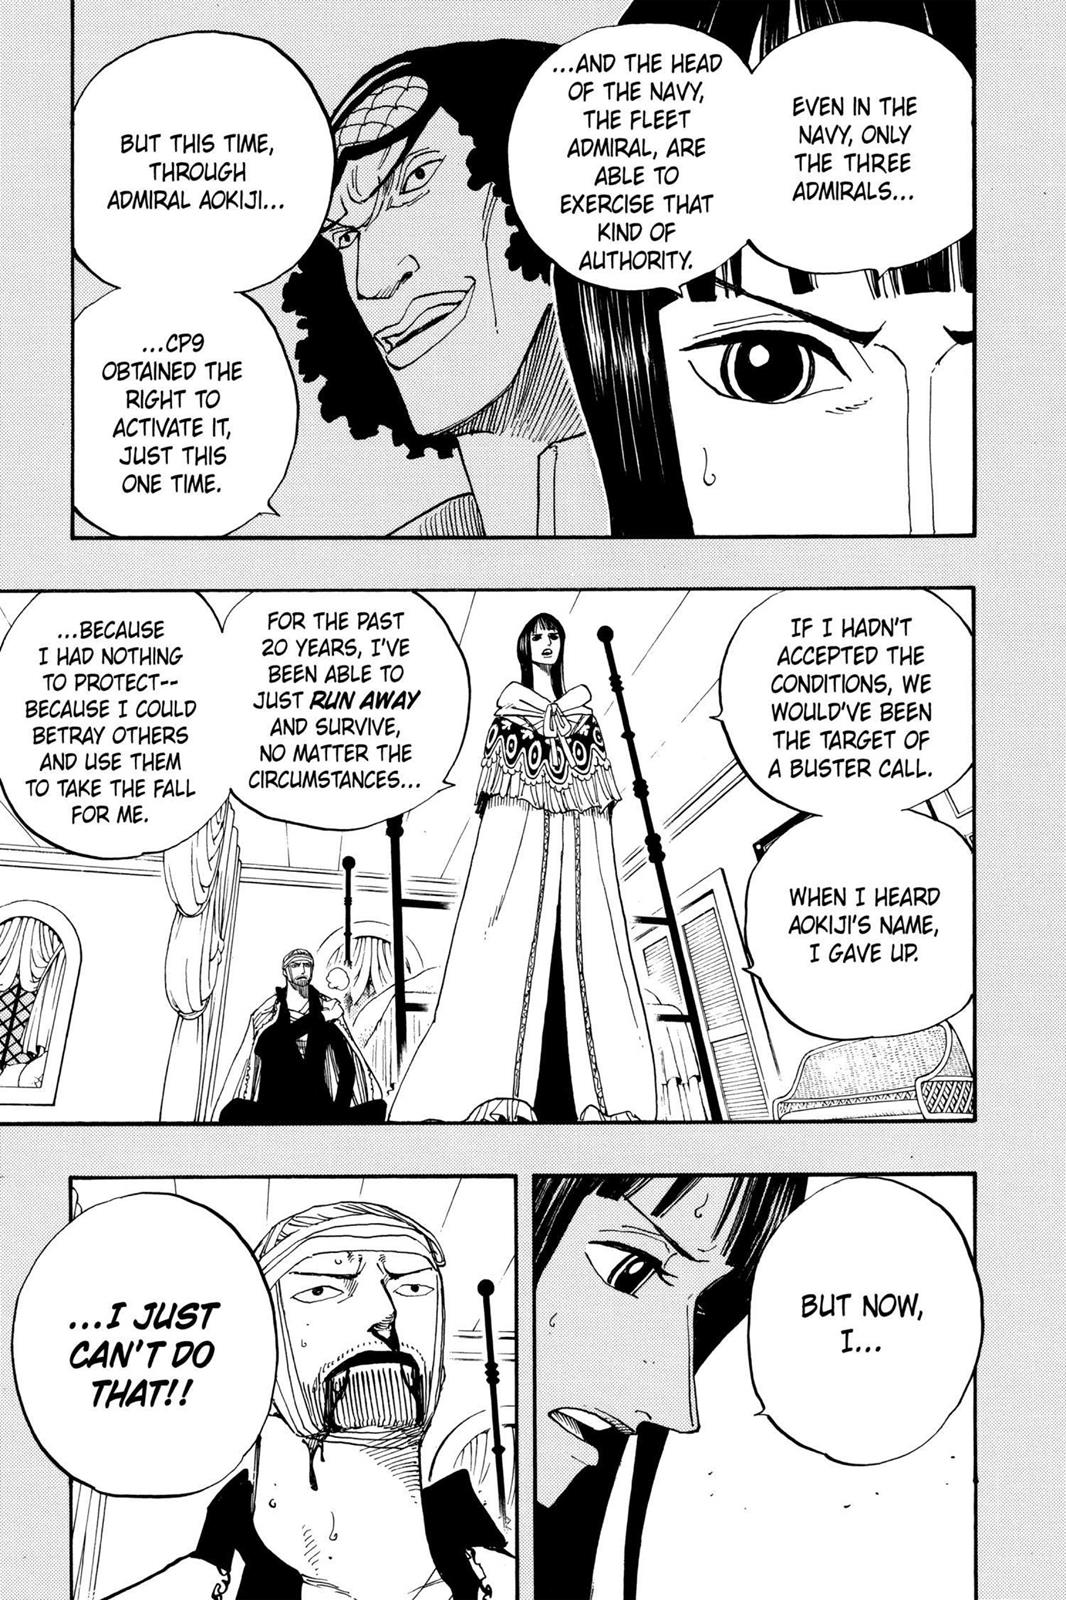 EVEN IN THE
NAVY, ONLY
THE THREE
ADMIRALS...
...AND THE HEAD
OF THE NAVY,
THE FLEET
ADMIRAL, ARE
ABLE TO
EXERCISE THAT
KIND OF
AUTHORITY.
BUT THIS TIME,
THROUGH
ADMIRAL AOKIJI...
...CP9
OBTAINED THE
RIGHT TO
ACTIVATE IT,
JUST THIS
ONE TIME.
IF I HADN'T
ACCEPTED THE
CONDITIONS, WE
WOULD'VE BEEN
THE TARGET OF
A BUSTER CALL.
WHEN I HEARD
AOKIJI'S NAME,
I GAVE UP.
FOR THE PAST
20 YEARS, I'VE
BEEN ABLE TO
JUST RUN AWAY
AND SURVIVE,
NO MATTER THE
CIRCUMSTANCES...
...BECAUSE
I HAD NOTHING
TO PROTECT--
BECAUSE I COULD
BETRAY OTHERS
AND USE THEM
TO TAKE THE FALL
FOR ME.
BUT NOW,
I...
...I JUST
CAN'T DO
THAT!!